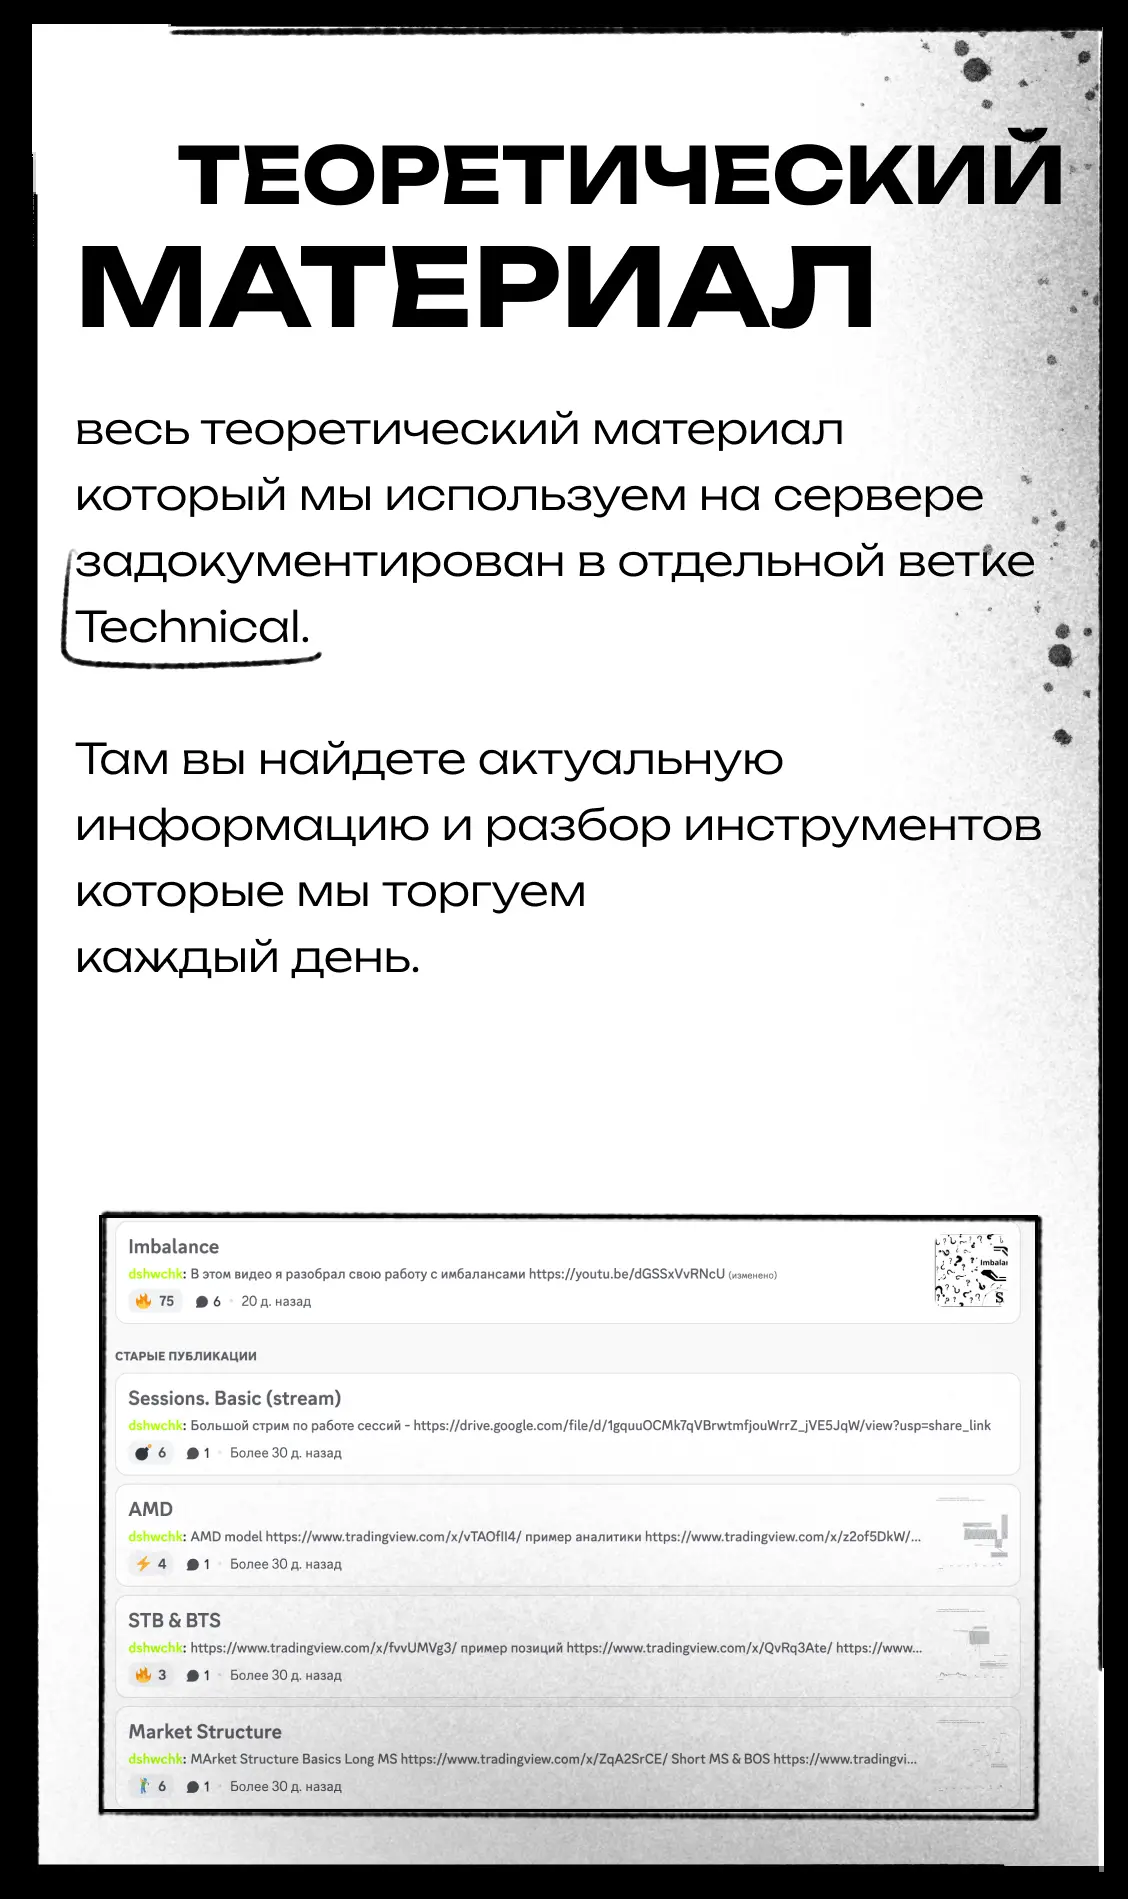 ТЕОРЕТИЧЕСКИЙ
МАТЕРИАЛ
весь теоретический материал
который мы используем на сервере
задокументирован в отдельной ветке
Technical.
Там вы найдете актуальную
информацию и разбор инструментов
которые мы торгуем
каждый день.
Imbalance
dshwchk: В этом видео я разобрал свою работу с имбалансами https://youtu.be/dGSSxVvRNcU (изменено)
75 6 • 20 д. назад
Imbalan
S
СТАРЫЕ ПУБЛИКАЦИИ
Sessions. Basic (stream)
dshwchk: Большой стрим по работе сессий - https://drive.google.com/file/d/1gquuOCMk7qVBrwtmfjouWrrZ_jVE5JqW/view?usp=share_link
6 1 • Более 30 д. назад
AMD
dshwchk: AMD model https://www.tradingview.com/x/vTAOfII4/ пример аналитики https://www.tradingview.com/x/z2of5DkW/...
4 1 • Более 30 д. назад
STB & BTS
dshwchk: https://www.tradingview.com/x/fvvUMVg3/ пример позиций https://www.tradingview.com/x/QvRq3Ate/ https://www...
3 1 • Более 30 д. назад
Market Structure
dshwchk: MArket Structure Basics Long MS https://www.tradingview.com/x/ZqA2SrCE/ Short MS & BOS https://www.tradingvi...
6 1 • Более 30 д. назад